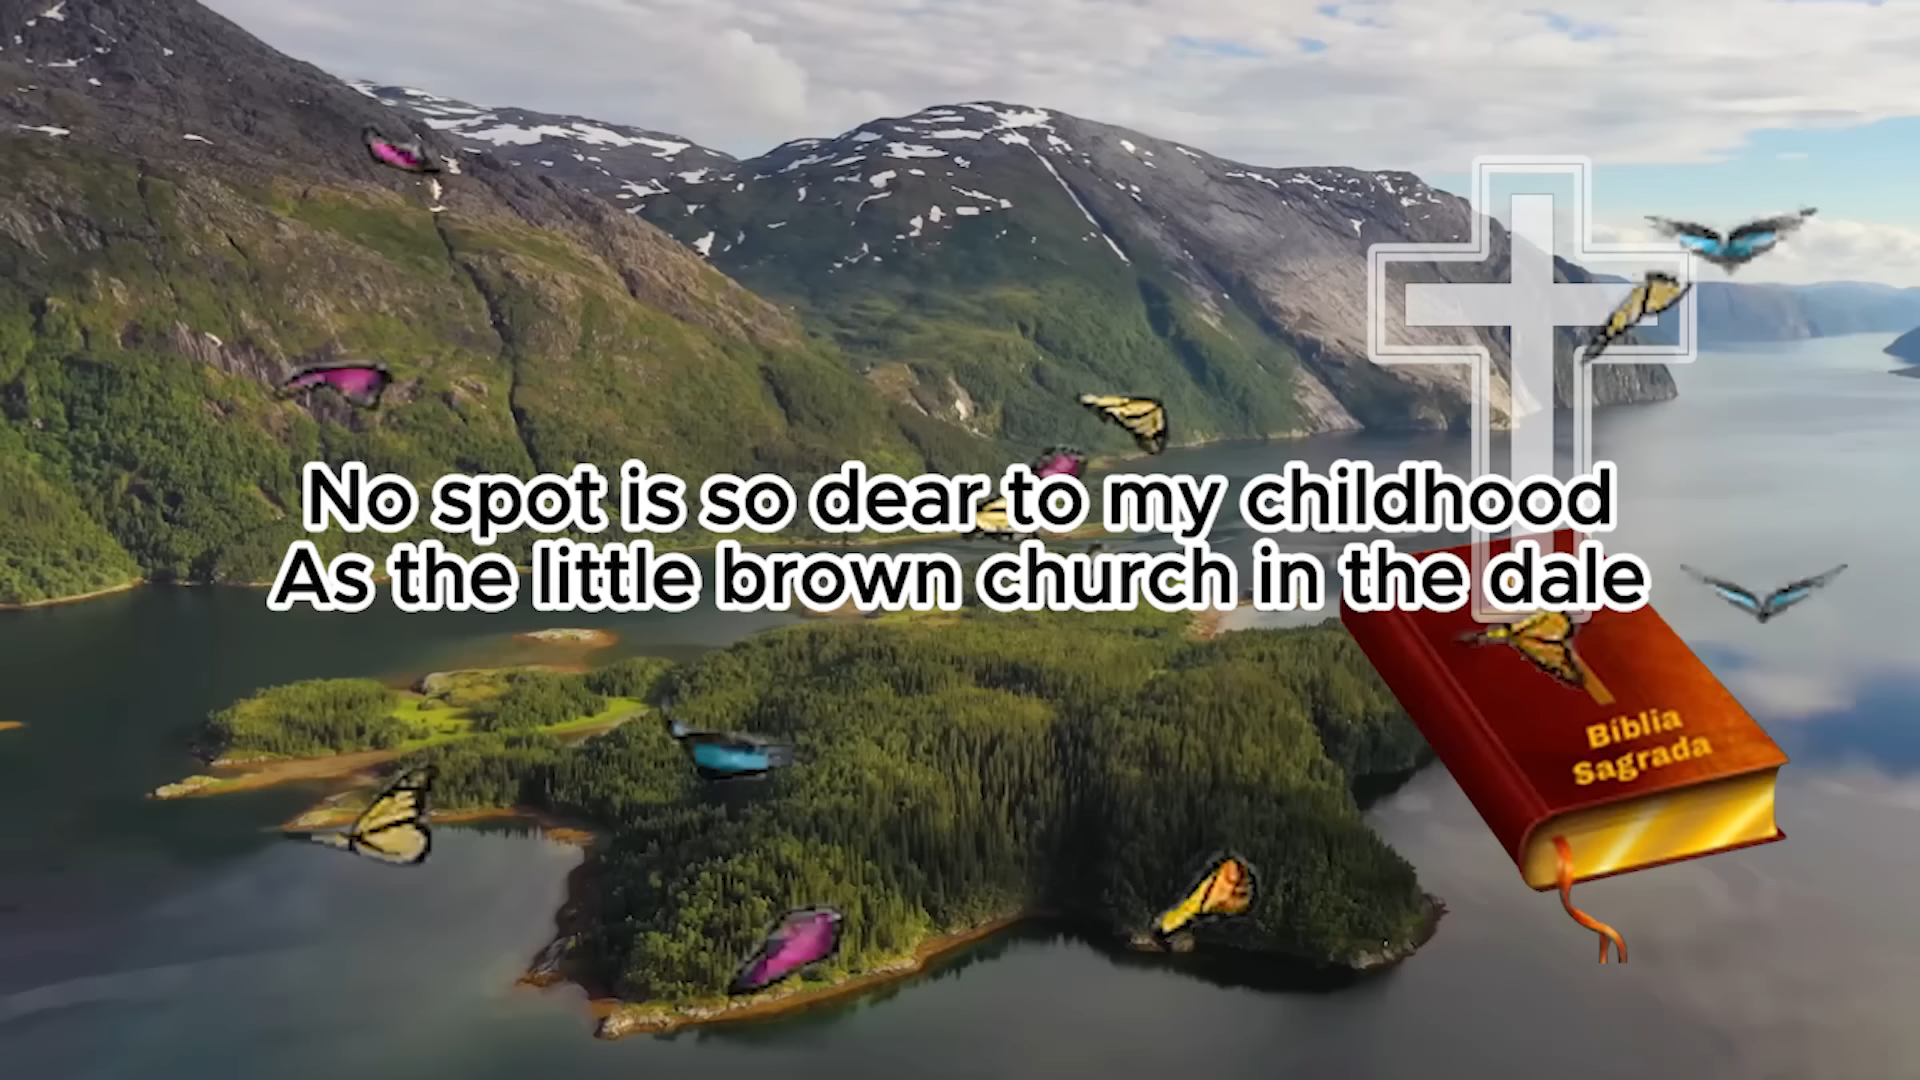 No spot is so dear to my childhood
As the little brown church in the dale
Bíblia
Sagrada